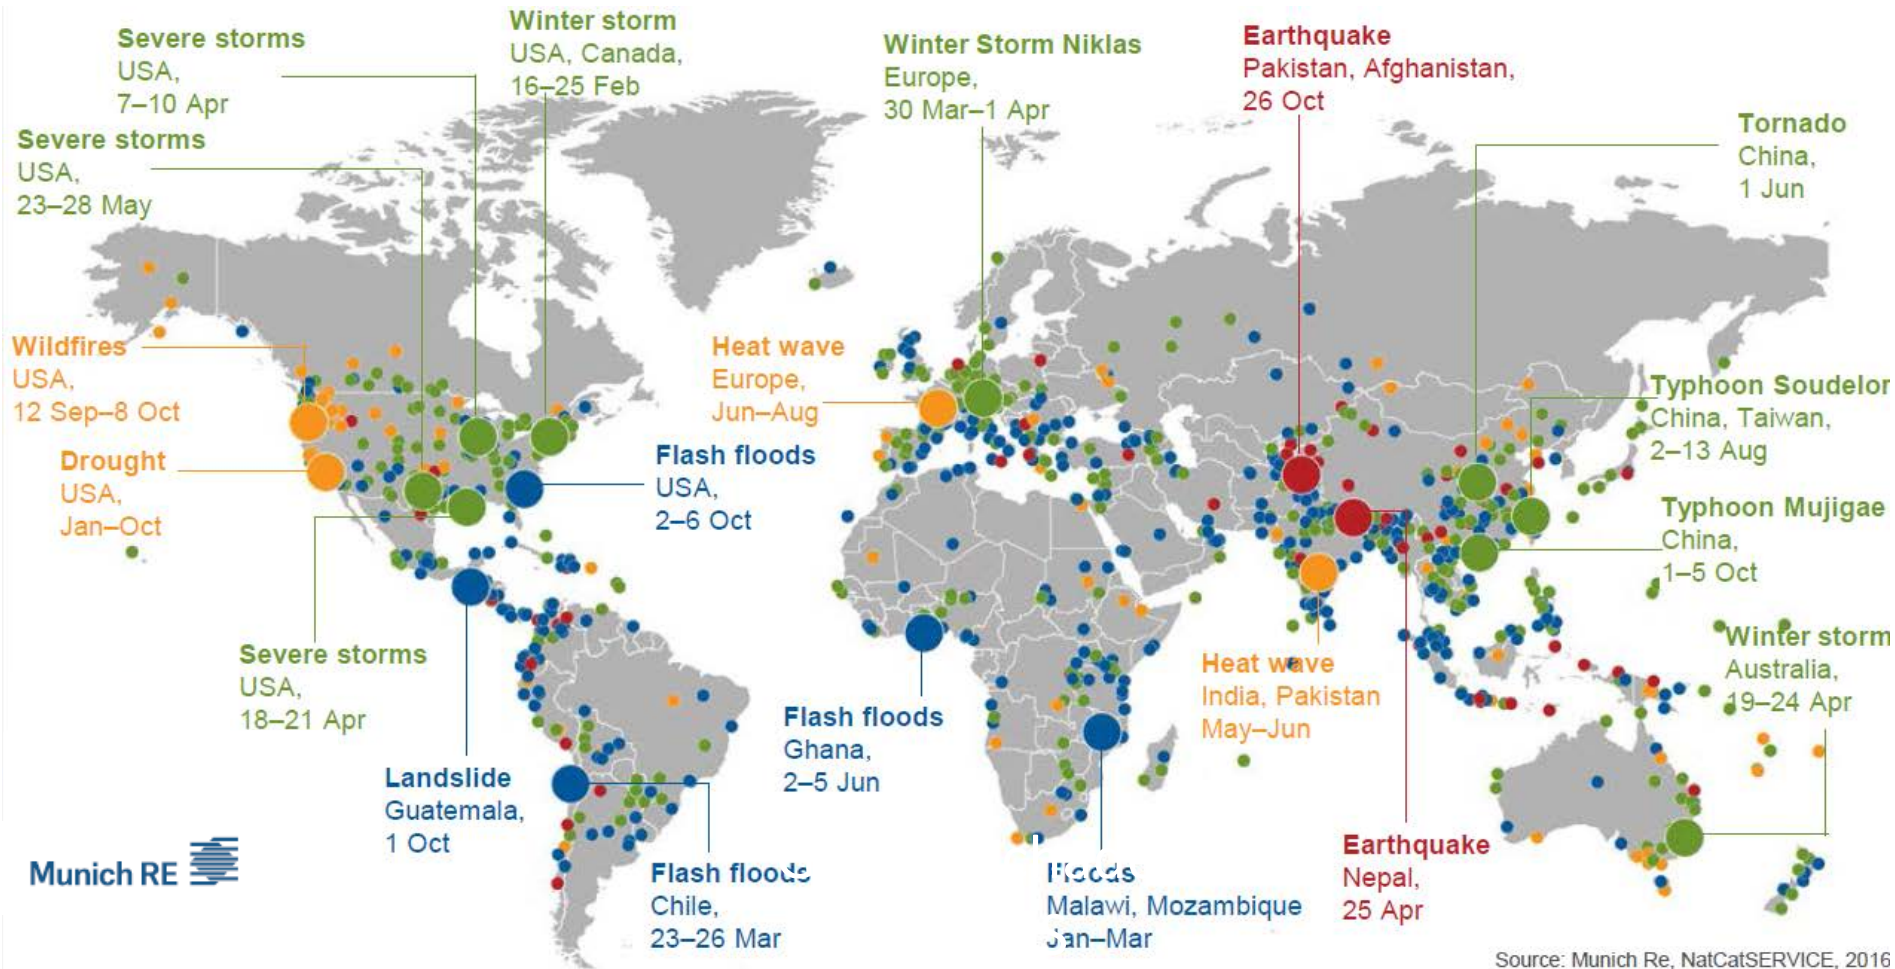 Severe storms
USA,
7–10 Apr
Winter storm
USA, Canada,
16–25 Feb
Winter Storm Niklas
Europe,
30 Mar–1 Apr
Earthquake
Pakistan, Afghanistan,
26 Oct
Tornado
China,
1 Jun
Severe storms
USA,
23–28 May
Wildfires
USA,
12 Sep–8 Oct
Heat wave
Europe,
Jun–Aug
Typhoon Soudelor
China, Taiwan,
2–13 Aug
Drought
USA,
Jan–Oct
Flash floods
USA,
2–6 Oct
Typhoon Mujigae
China,
1–5 Oct
Severe storms
USA,
18–21 Apr
Flash floods
Ghana,
2–5 Jun
Heat wave
India, Pakistan
May–Jun
Winter storm
Australia,
19–24 Apr
Landslide
Guatemala,
1 Oct
Munich RE
Flash floods
Chile,
23–26 Mar
Floods
Malawi, Mozambique
Jan–Mar
Earthquake
Nepal,
25 Apr
Source: Munich Re, NatCatSERVICE, 2016